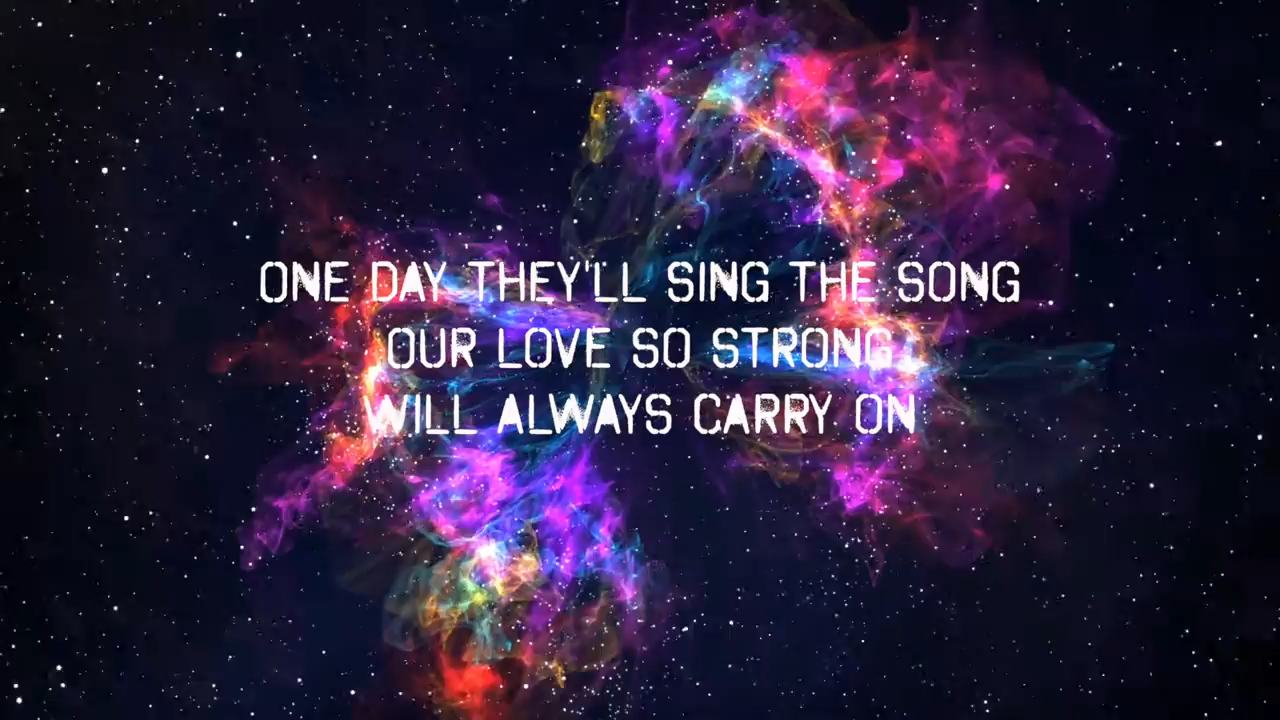 ONE DAY THEY'LL SING THE SONG
OUR LOVE SO STRONG
WILL ALWAYS CARRY ON